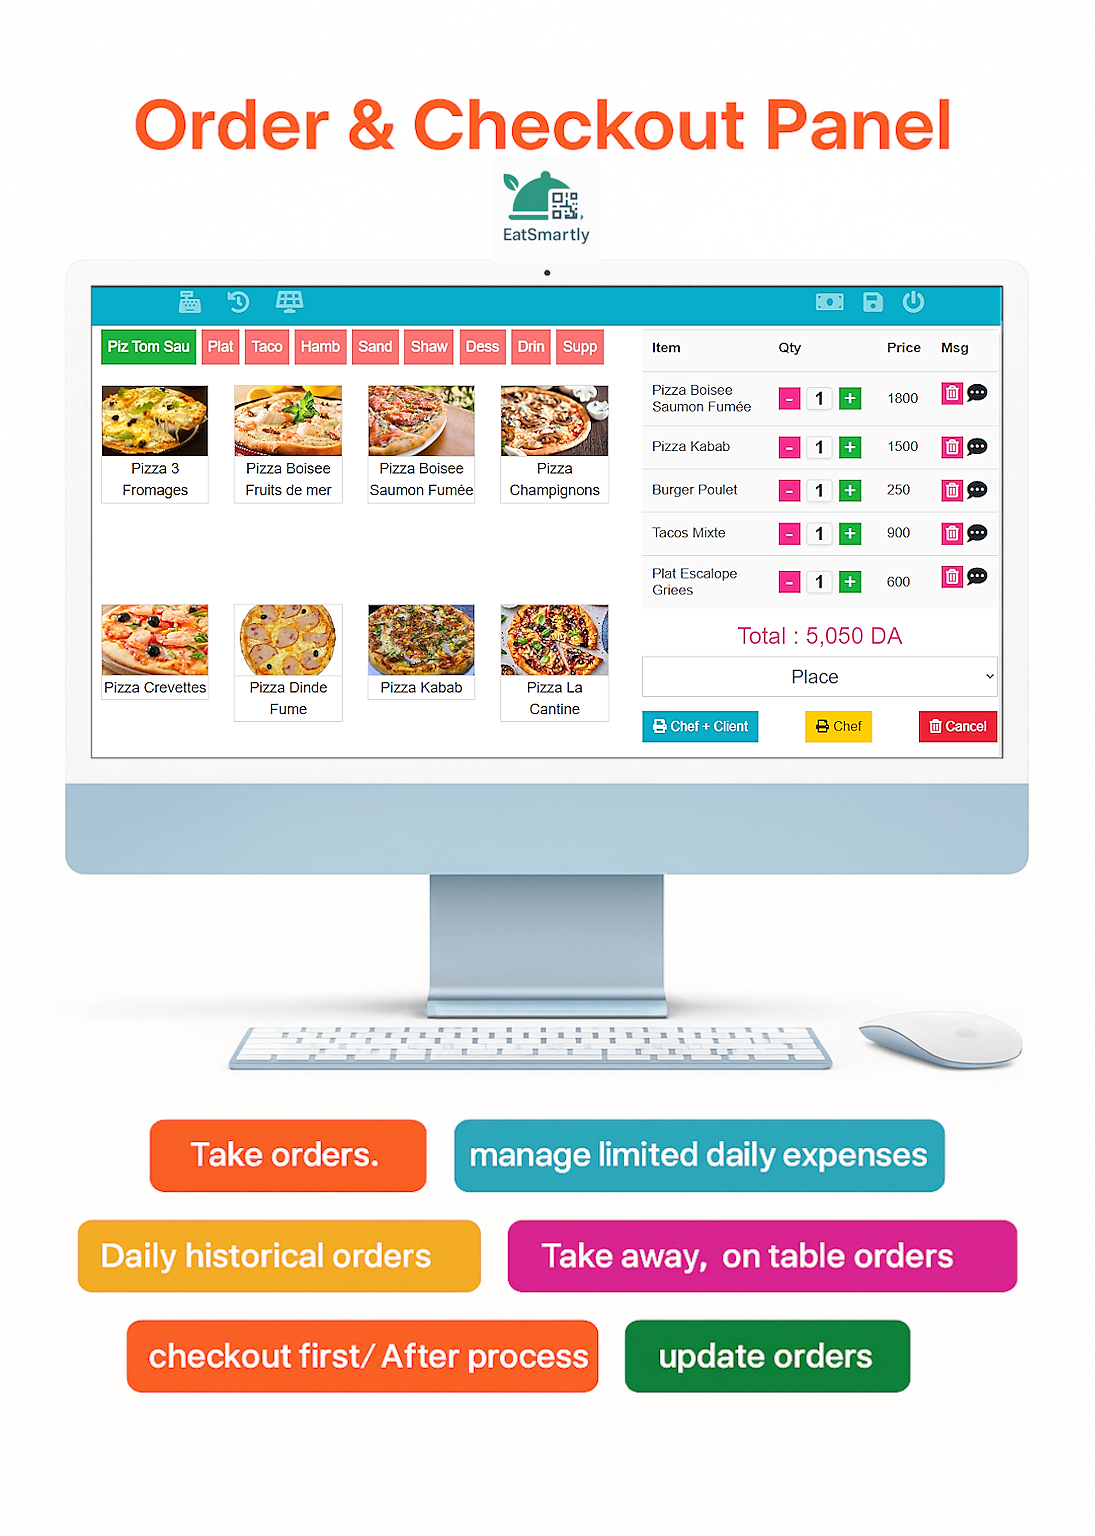 Order & Checkout Panel
EatSmartly
Piz Tom Sau Plat Taco Hamb Sand Shaw Dess Drin Supp
Pizza 3
Fromages
Pizza Boisee
Fruits de mer
Pizza Boisee
Saumon Fumée
Pizza
Champignons
Pizza Crevettes
Pizza Dinde
Fume
Pizza Kabab
Pizza La
Cantine
Item Qty Price Msg
Pizza Boisee
Saumon Fumée
- 1 + 1800
Pizza Kabab - 1 + 1500
Burger Poulet - 1 + 250
Tacos Mixte - 1 + 900
Plat Escalope
Griees
- 1 + 600
Total : 5,050 DA
Place
Chef + Client Chef Cancel
Take orders.
manage limited daily expenses
Daily historical orders
Take away, on table orders
checkout first/ After process
update orders